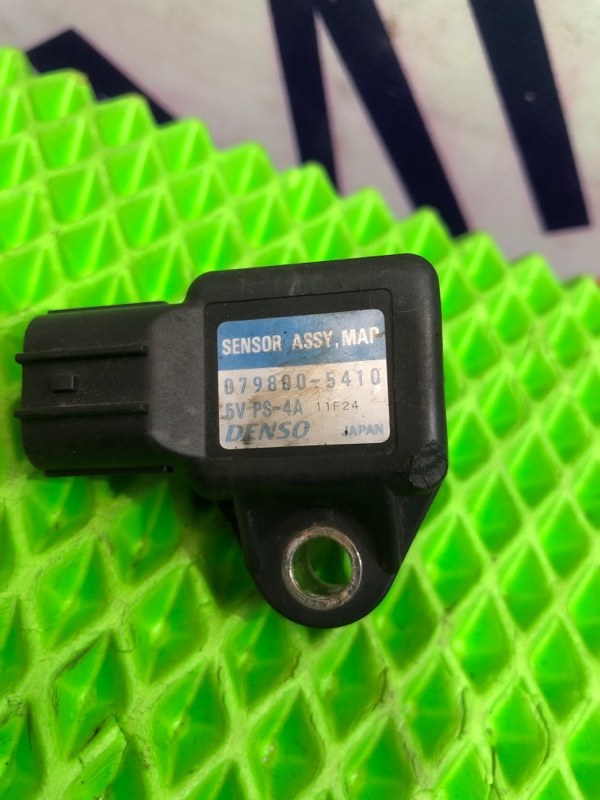 SENSOR ASSY, MAP
079800-5410
5V PS-4A 11F24
DENSO JAPAN